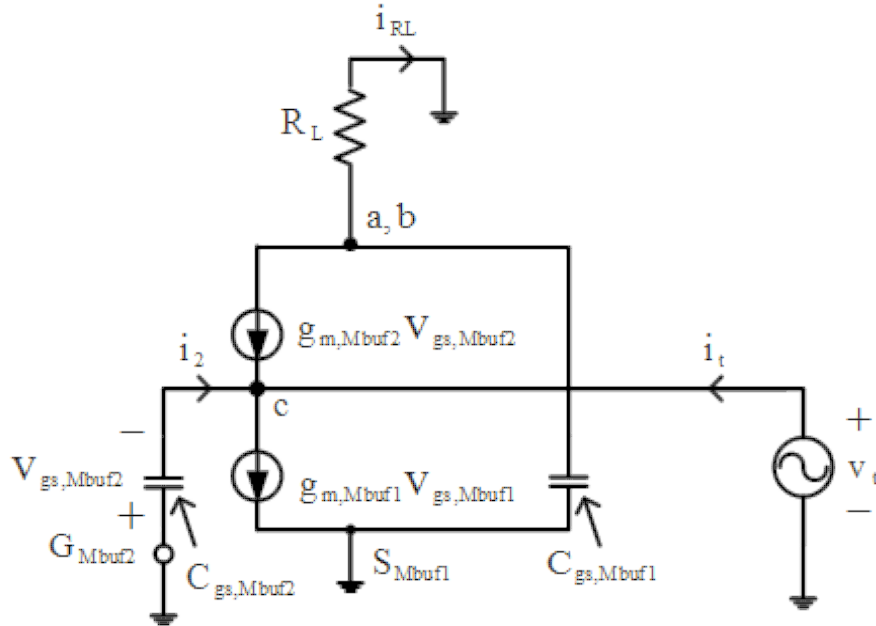 i RL
R L
a, b
g m,Mbuf2 V gs,Mbuf2
i 2
i t
c
−
+
V gs,Mbuf2
g m,Mbuf1 V gs,Mbuf1
v t
+
−
G Mbuf2
C gs,Mbuf2
S Mbuf1
C gs,Mbuf1